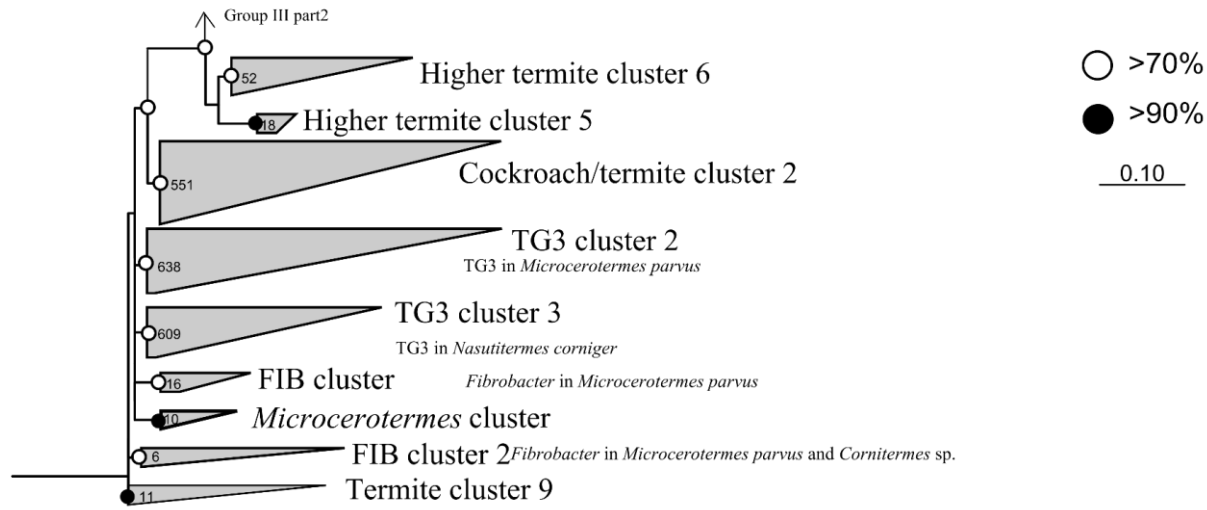 Group III part2
52
Higher termite cluster 6
>70%
18
Higher termite cluster 5
>90%
551
Cockroach/termite cluster 2
0.10
638
TG3 cluster 2
TG3 in Microcerotermes parvus
609
TG3 cluster 3
TG3 in Nasutitermes corniger
16
FIB cluster
Fibrobacter in Microcerotermes parvus
10
Microcerotermes cluster
6
FIB cluster 2 Fibrobacter in Microcerotermes parvus and Cornitermes sp.
11
Termite cluster 9